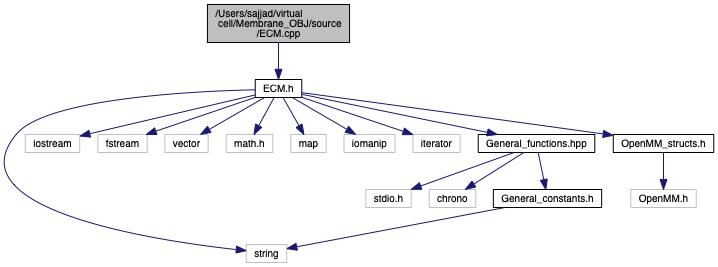 /Users/sajjad/virtual
cell/Membrane_OBJ/source
/ECM.cpp
ECM.h
iostream
fstream
vector
math.h
map
iomanip
iterator
General_functions.hpp
OpenMM_structs.h
stdio.h
chrono
General_constants.h
OpenMM.h
string